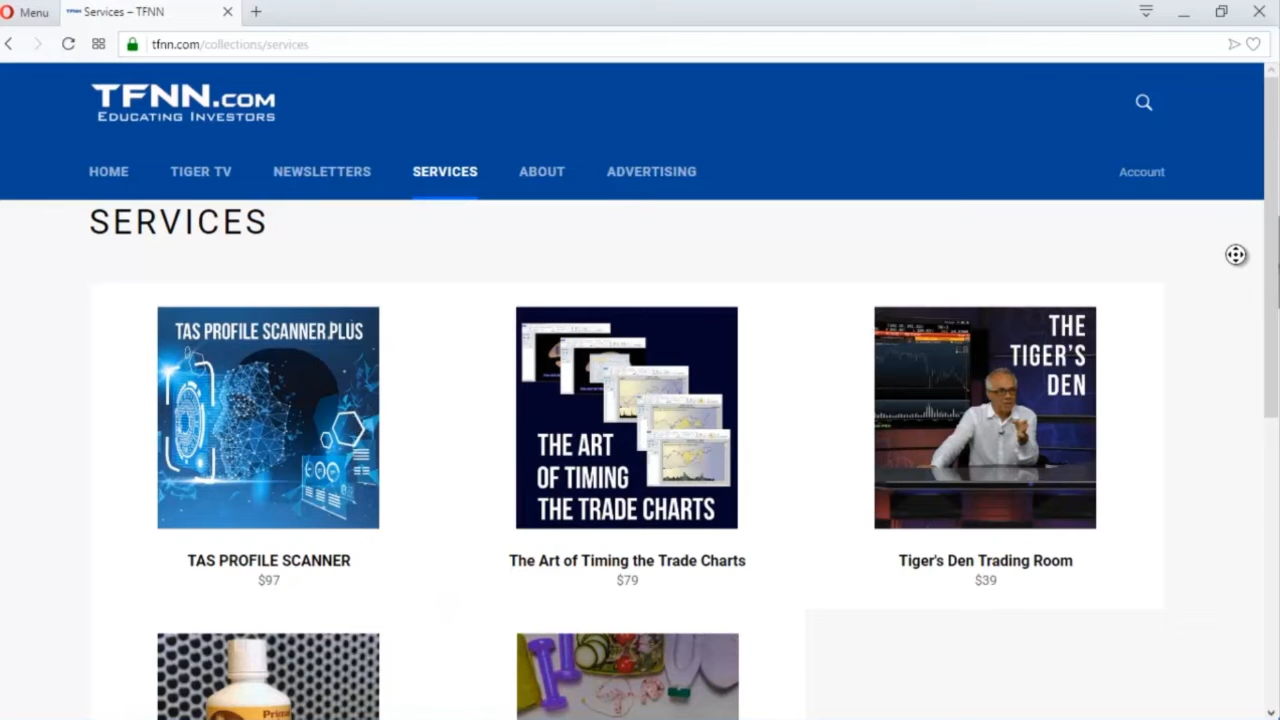 Menu
Services – TFNN
tfnn.com/collections/services
TFNN.COM
EDUCATING INVESTORS
HOME TIGER TV NEWSLETTERS SERVICES ABOUT ADVERTISING Account
SERVICES
TAS PROFILE SCANNER PLUS
THE ART
OF TIMING
THE TRADE CHARTS
THE
TIGER'S
DEN
TAS PROFILE SCANNER
$97
The Art of Timing the Trade Charts
$79
Tiger's Den Trading Room
$39